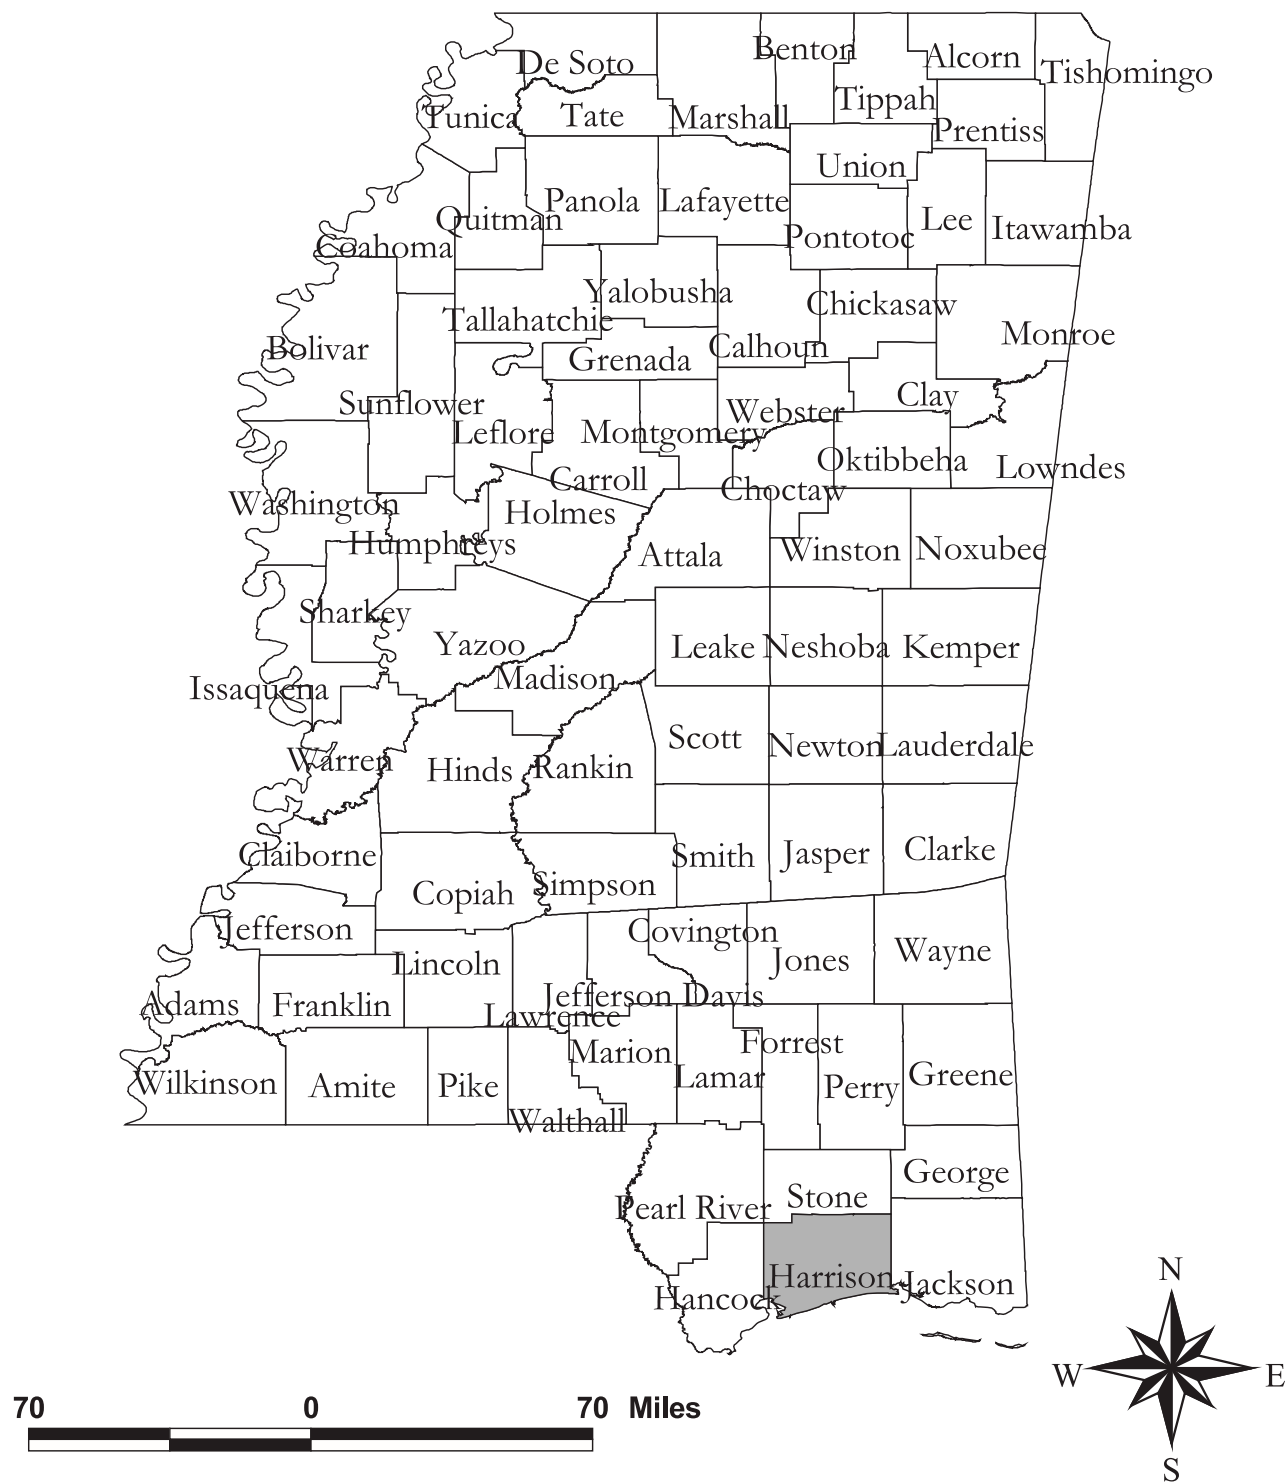 Benton
Alcorn
De Soto
Tishomingo
Tippah
Tunica
Tate
Marshall
Prentiss
Union
Panola
Lafayette
Quitman
Lee
Itawamba
Pontotoc
Coahoma
Yalobusha
Chickasaw
Tallahatchie
Monroe
Bolivar
Calhoun
Grenada
Clay
Sunflower
Webster
Leflore
Montgomery
Oktibbeha
Lowndes
Carroll
Choctaw
Washington
Holmes
Humphreys
Attala
Winston
Noxubee
Sharkey
Yazoo
Leake
Neshoba
Kemper
Madison
Issaquena
Scott
Newton
Lauderdale
Warren
Hinds
Rankin
Claiborne
Smith
Jasper
Clarke
Copiah
Simpson
Jefferson
Covington
Wayne
Lincoln
Jones
Adams
Franklin
Jefferson Davis
Lawrence
Marion
Forrest
Wilkinson
Amite
Pike
Lamar
Perry
Greene
Walthall
George
Stone
Pearl River
Harrison
Jackson
Hancock
N
W
E
S
70 0 70 Miles